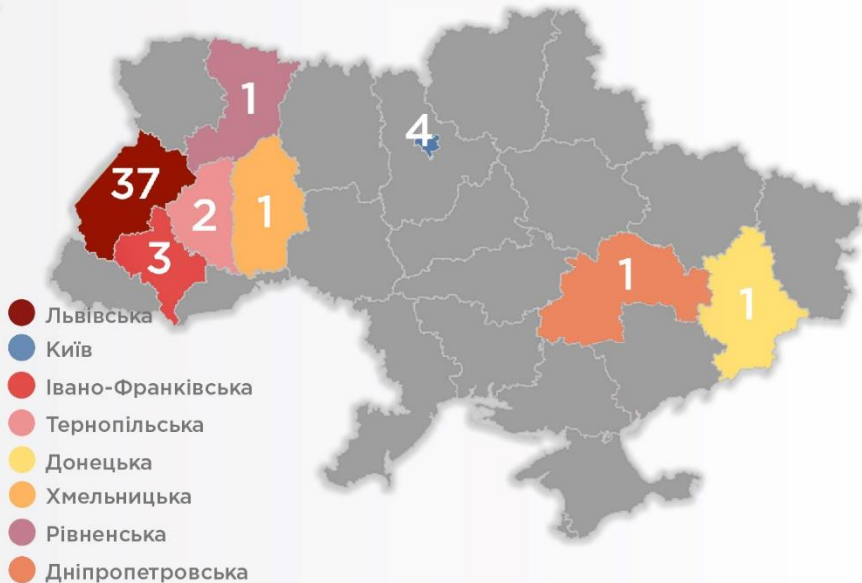 1
4
37
2
1
3
1
1
Львівська
Київ
Івано-Франківська
Тернопільська
Донецька
Хмельницька
Рівненська
Дніпропетровська